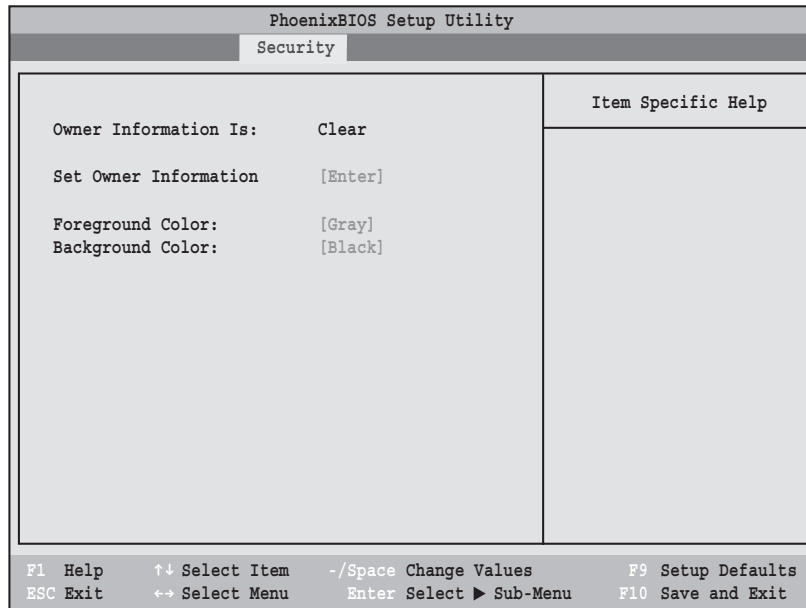 PhoenixBIOS Setup Utility
Security
Item Specific Help
Owner Information Is: Clear
Set Owner Information [Enter]
Foreground Color: [Gray]
Background Color: [Black]
F1 Help ↑↓ Select Item -/Space Change Values F9 Setup Defaults
ESC Exit ←→ Select Menu Enter Select ▶ Sub-Menu F10 Save and Exit